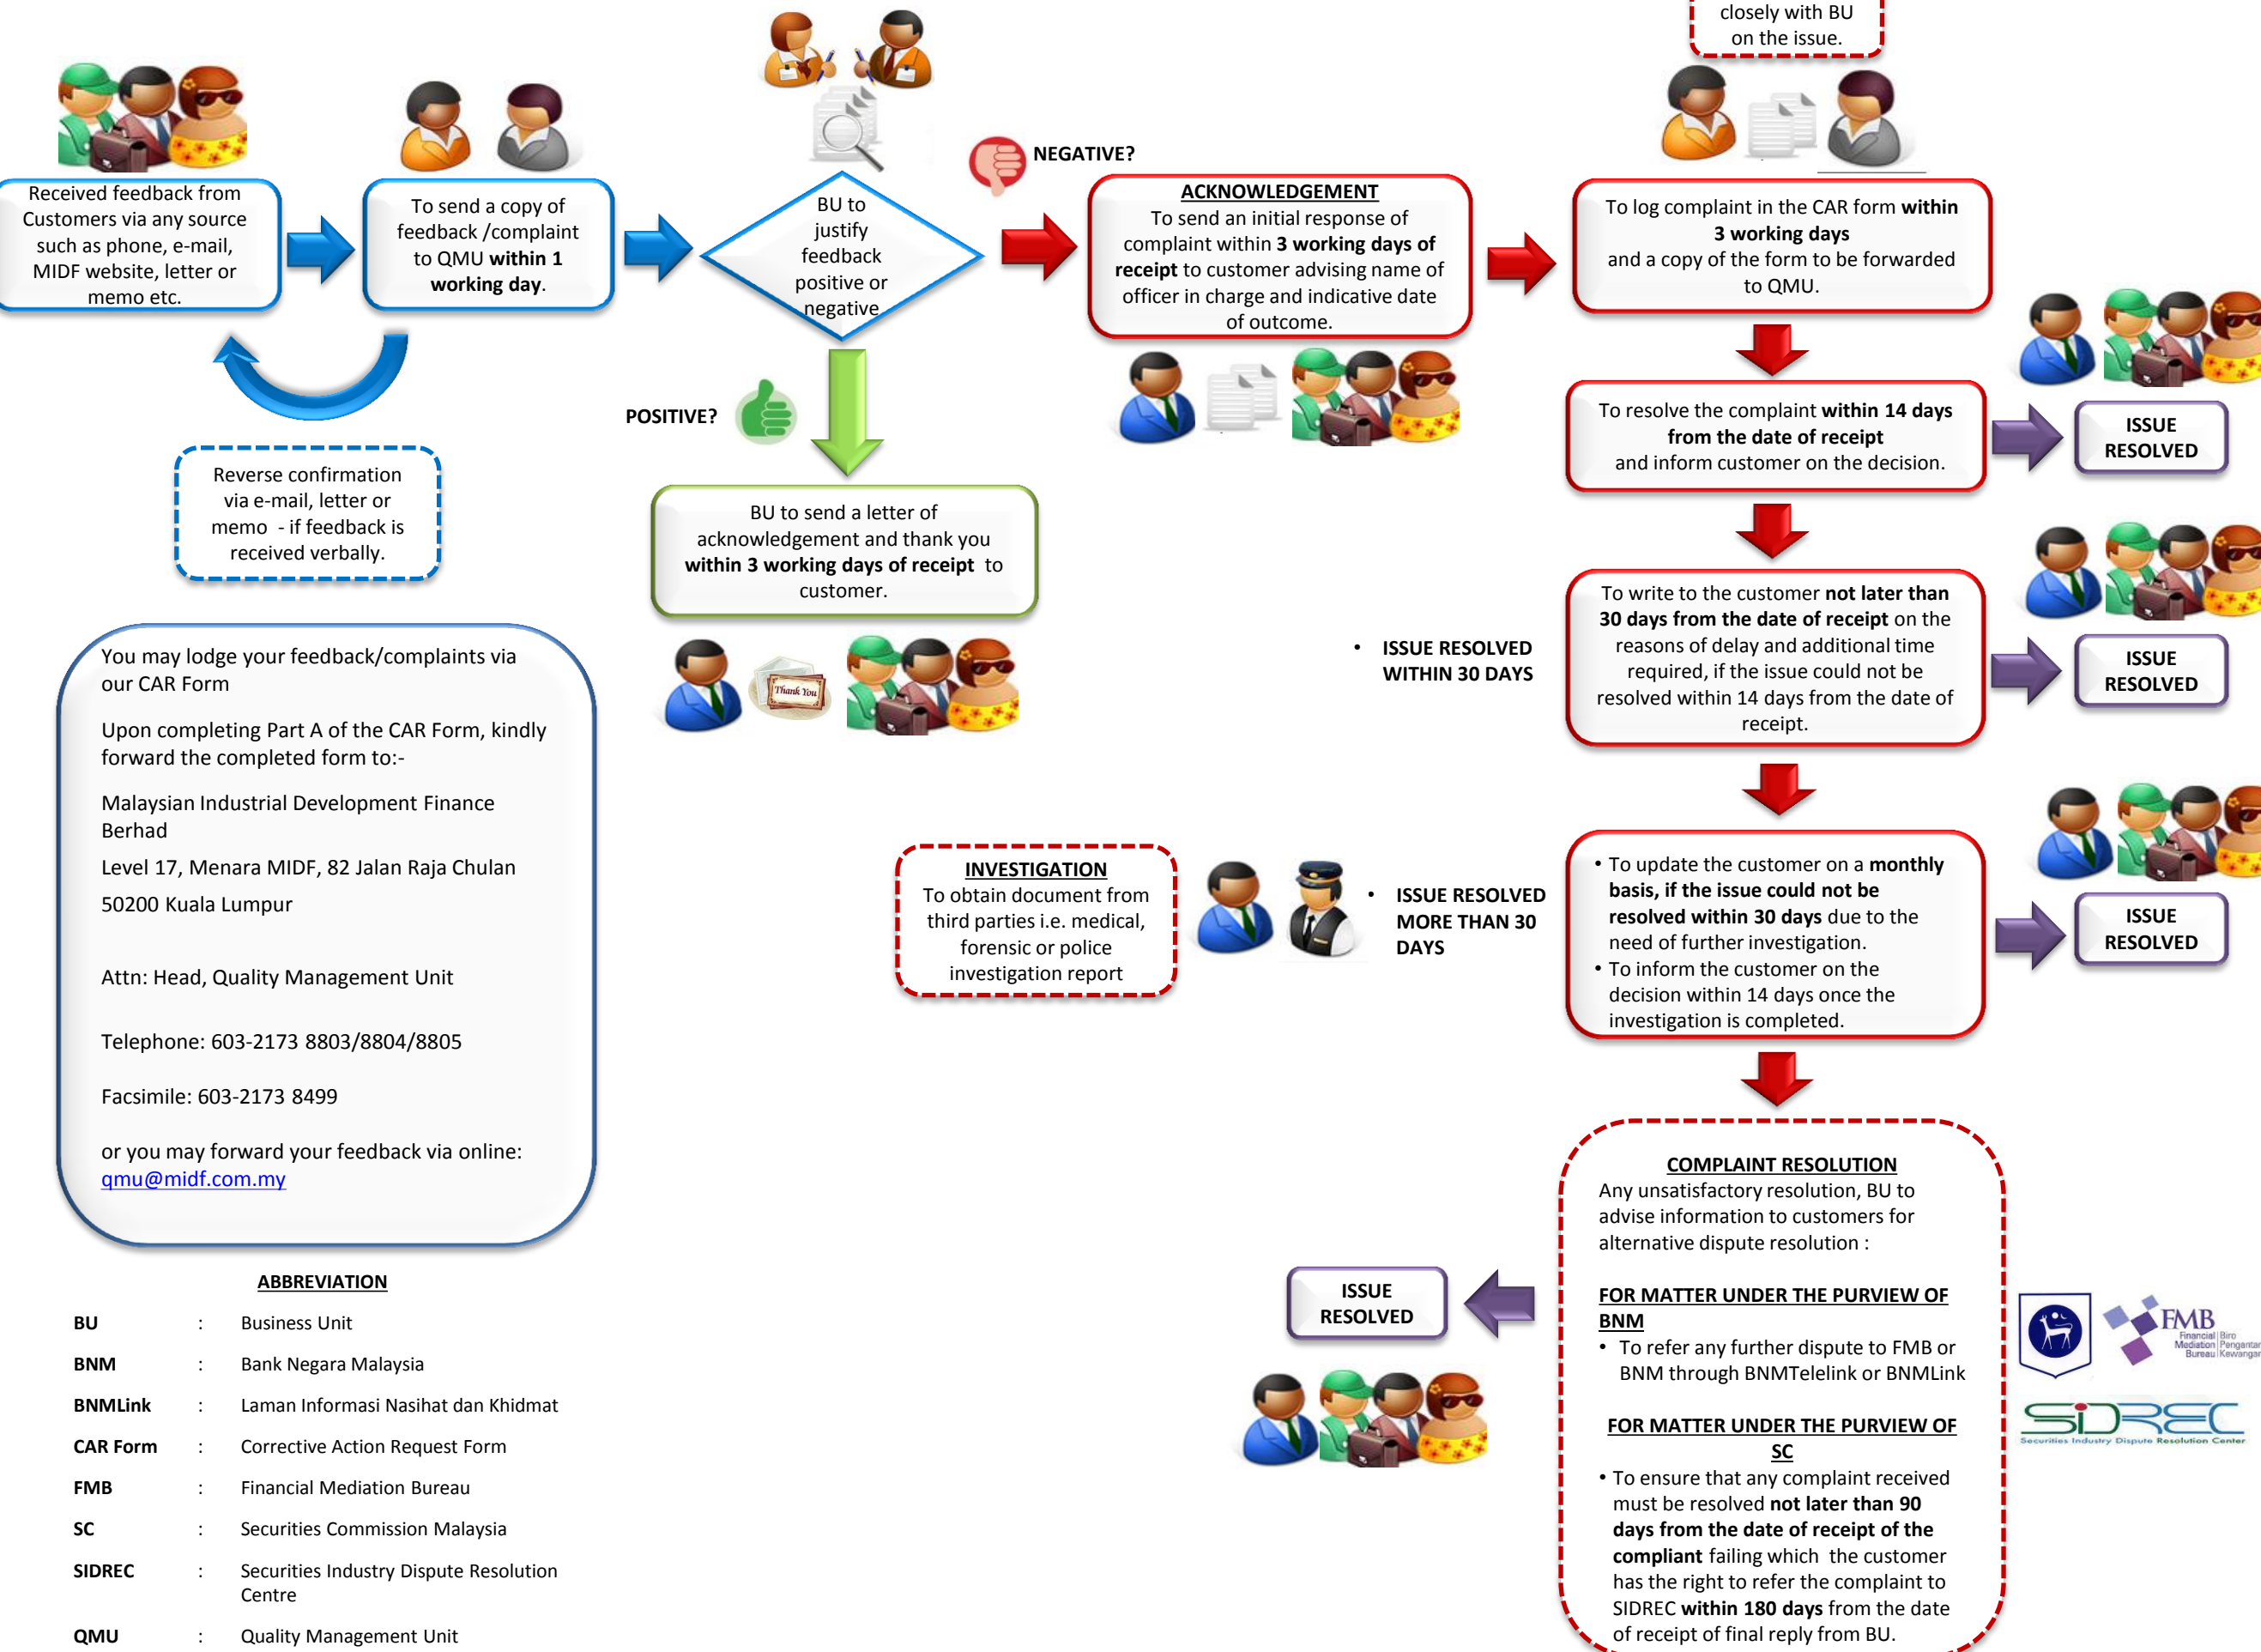 closely with BU
on the issue.
Received feedback from
Customers via any source
such as phone, e-mail,
MIDF website, letter or
memo etc.
To send a copy of
feedback /complaint
to QMU within 1
working day.
BU to
justify
feedback
positive or
negative
NEGATIVE?
ACKNOWLEDGEMENT
To send an initial response of
complaint within 3 working days of
receipt to customer advising name of
officer in charge and indicative date
of outcome.
To log complaint in the CAR form within
3 working days
and a copy of the form to be forwarded
to QMU.
POSITIVE?
Reverse confirmation
via e-mail, letter or
memo - if feedback is
received verbally.
BU to send a letter of
acknowledgement and thank you
within 3 working days of receipt to
customer.
Thank You
To resolve the complaint within 14 days
from the date of receipt
and inform customer on the decision.
ISSUE
RESOLVED
• ISSUE RESOLVED
WITHIN 30 DAYS
To write to the customer not later than
30 days from the date of receipt on the
reasons of delay and additional time
required, if the issue could not be
resolved within 14 days from the date of
receipt.
ISSUE
RESOLVED
INVESTIGATION
To obtain document from
third parties i.e. medical,
forensic or police
investigation report
• ISSUE RESOLVED
MORE THAN 30
DAYS
• To update the customer on a monthly
basis, if the issue could not be
resolved within 30 days due to the
need of further investigation.
• To inform the customer on the
decision within 14 days once the
investigation is completed.
ISSUE
RESOLVED
You may lodge your feedback/complaints via
our CAR Form
Upon completing Part A of the CAR Form, kindly
forward the completed form to:-
Malaysian Industrial Development Finance
Berhad
Level 17, Menara MIDF, 82 Jalan Raja Chulan
50200 Kuala Lumpur
Attn: Head, Quality Management Unit
Telephone: 603-2173 8803/8804/8805
Facsimile: 603-2173 8499
or you may forward your feedback via online:
qmu@midf.com.my
COMPLAINT RESOLUTION
Any unsatisfactory resolution, BU to
advise information to customers for
alternative dispute resolution :
FOR MATTER UNDER THE PURVIEW OF
BNM
• To refer any further dispute to FMB or
BNM through BNMTelelink or BNMLink
FOR MATTER UNDER THE PURVIEW OF
SC
• To ensure that any complaint received
must be resolved not later than 90
days from the date of receipt of the
compliant failing which the customer
has the right to refer the complaint to
SIDREC within 180 days from the date
of receipt of final reply from BU.
ISSUE
RESOLVED
FMB
Financial Biro
Mediation Pengantar
Bureau Kewangan
SIDREC
Securities Industry Dispute Resolution Center
ABBREVIATION
BU : Business Unit
BNM : Bank Negara Malaysia
BNMLink : Laman Informasi Nasihat dan Khidmat
CAR Form : Corrective Action Request Form
FMB : Financial Mediation Bureau
SC : Securities Commission Malaysia
SIDREC : Securities Industry Dispute Resolution
Centre
QMU : Quality Management Unit